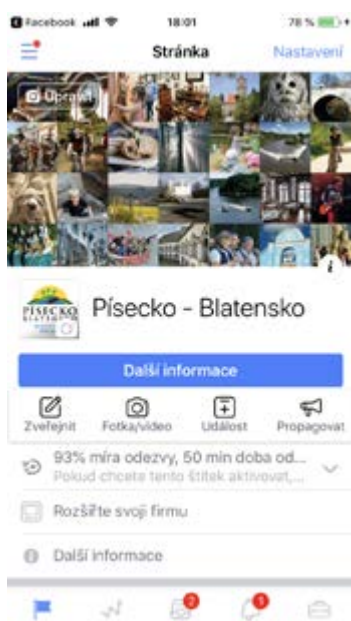 Facebook 18:01 78 %
Stránka Nastavení
Upravit
i
PÍSECKO
BLATENSKO
Písecko - Blatensko
Další informace
Zveřejnit Fotka/video Událost Propagovat
93% míra odezvy, 50 min doba od...
Pokud chcete tento štítek aktivovat,...
Rozšiřte svoji firmu
Další informace
2 1